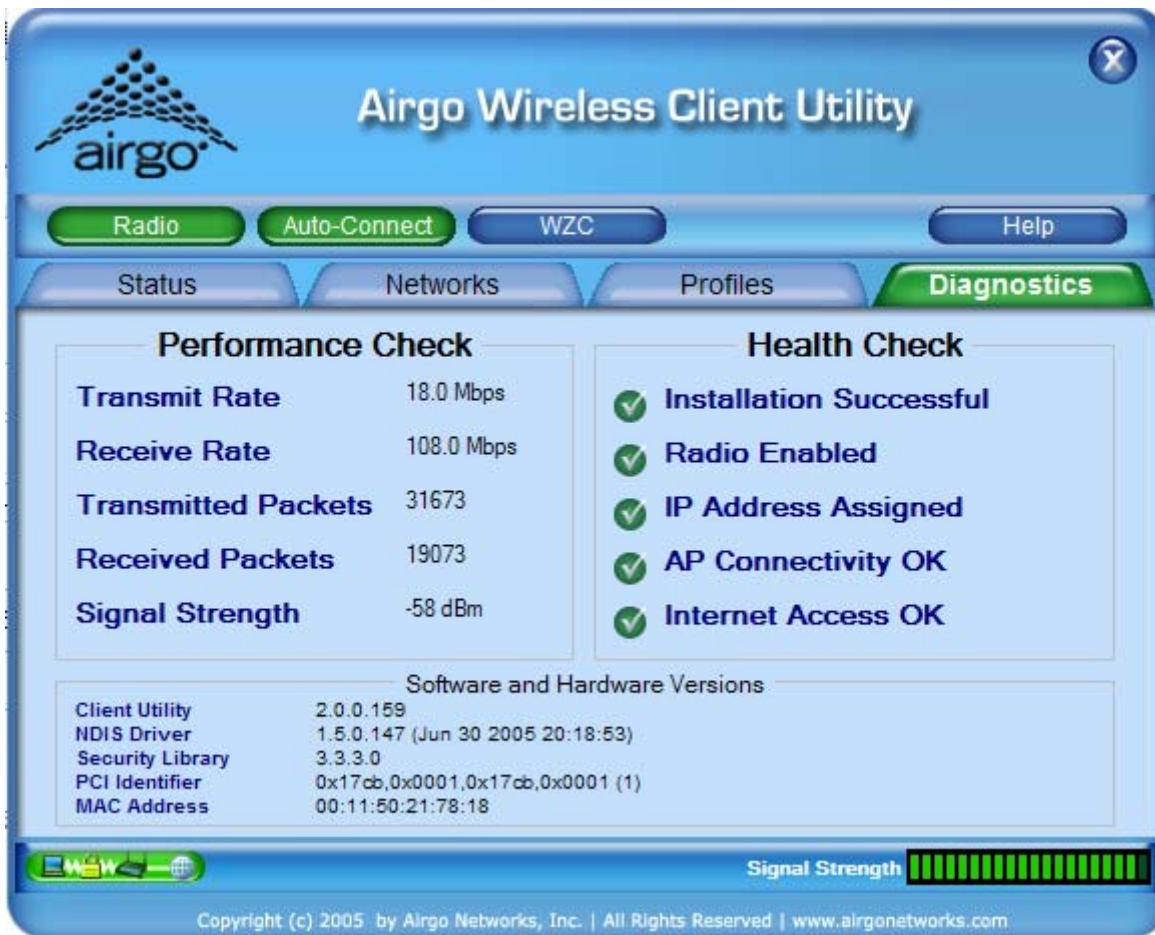 airgo
Airgo Wireless Client Utility
X
Radio
Auto-Connect
WZC
Help
Status
Networks
Profiles
Diagnostics
Performance Check
Transmit Rate 18.0 Mbps
Receive Rate 108.0 Mbps
Transmitted Packets 31673
Received Packets 19073
Signal Strength -58 dBm
Health Check
Installation Successful
Radio Enabled
IP Address Assigned
AP Connectivity OK
Internet Access OK
Software and Hardware Versions
Client Utility 2.0.0.159
NDIS Driver 1.5.0.147 (Jun 30 2005 20:18:53)
Security Library 3.3.3.0
PCI Identifier 0x17cb,0x0001,0x17cb,0x0001 (1)
MAC Address 00:11:50:21:78:18
Signal Strength
Copyright (c) 2005 by Airgo Networks, Inc. | All Rights Reserved | www.airgonetworks.com